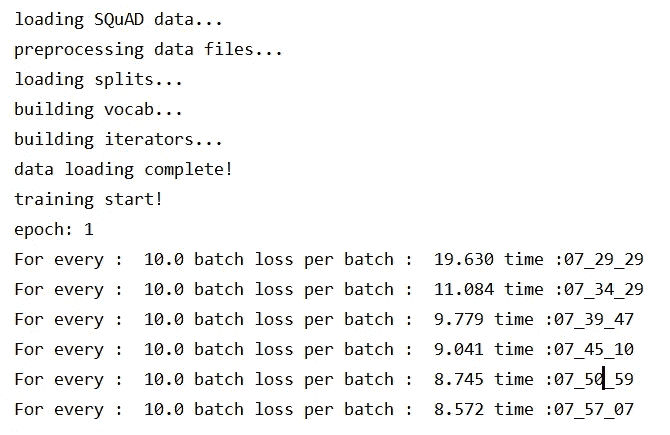 loading SQuAD data...
preprocessing data files...
loading splits...
building vocab...
building iterators...
data loading complete!
training start!
epoch: 1
For every :  10.0 batch loss per batch :  19.630 time :07_29_29
For every :  10.0 batch loss per batch :  11.084 time :07_34_29
For every :  10.0 batch loss per batch :  9.779 time :07_39_47
For every :  10.0 batch loss per batch :  9.041 time :07_45_10
For every :  10.0 batch loss per batch :  8.745 time :07_50_59
For every :  10.0 batch loss per batch :  8.572 time :07_57_07